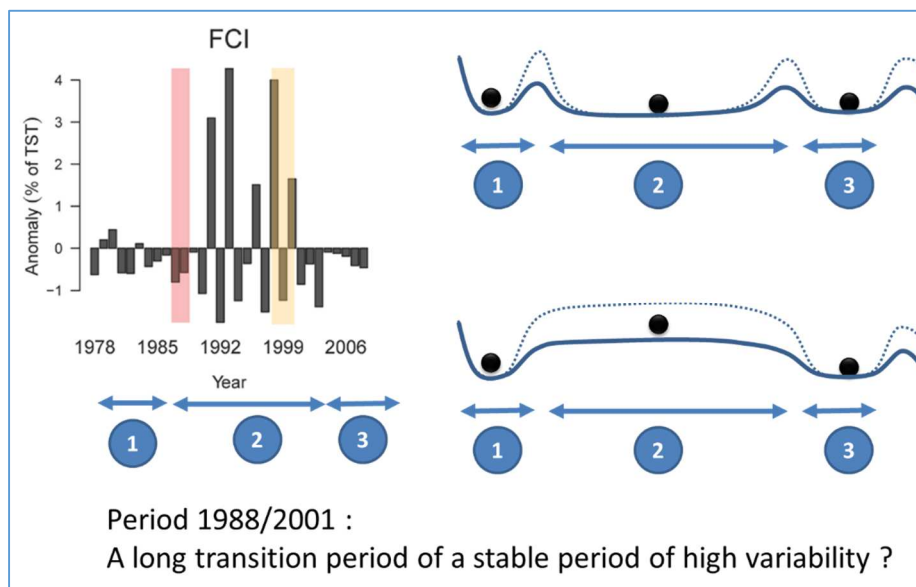 FCI
Anomaly (% of TST)
4
3
2
1
0
−1
1978 1985 1992 1999 2006
Year
1 2 3
1 2 3
1 2 3
Period 1988/2001 :
A long transition period of a stable period of high variability ?